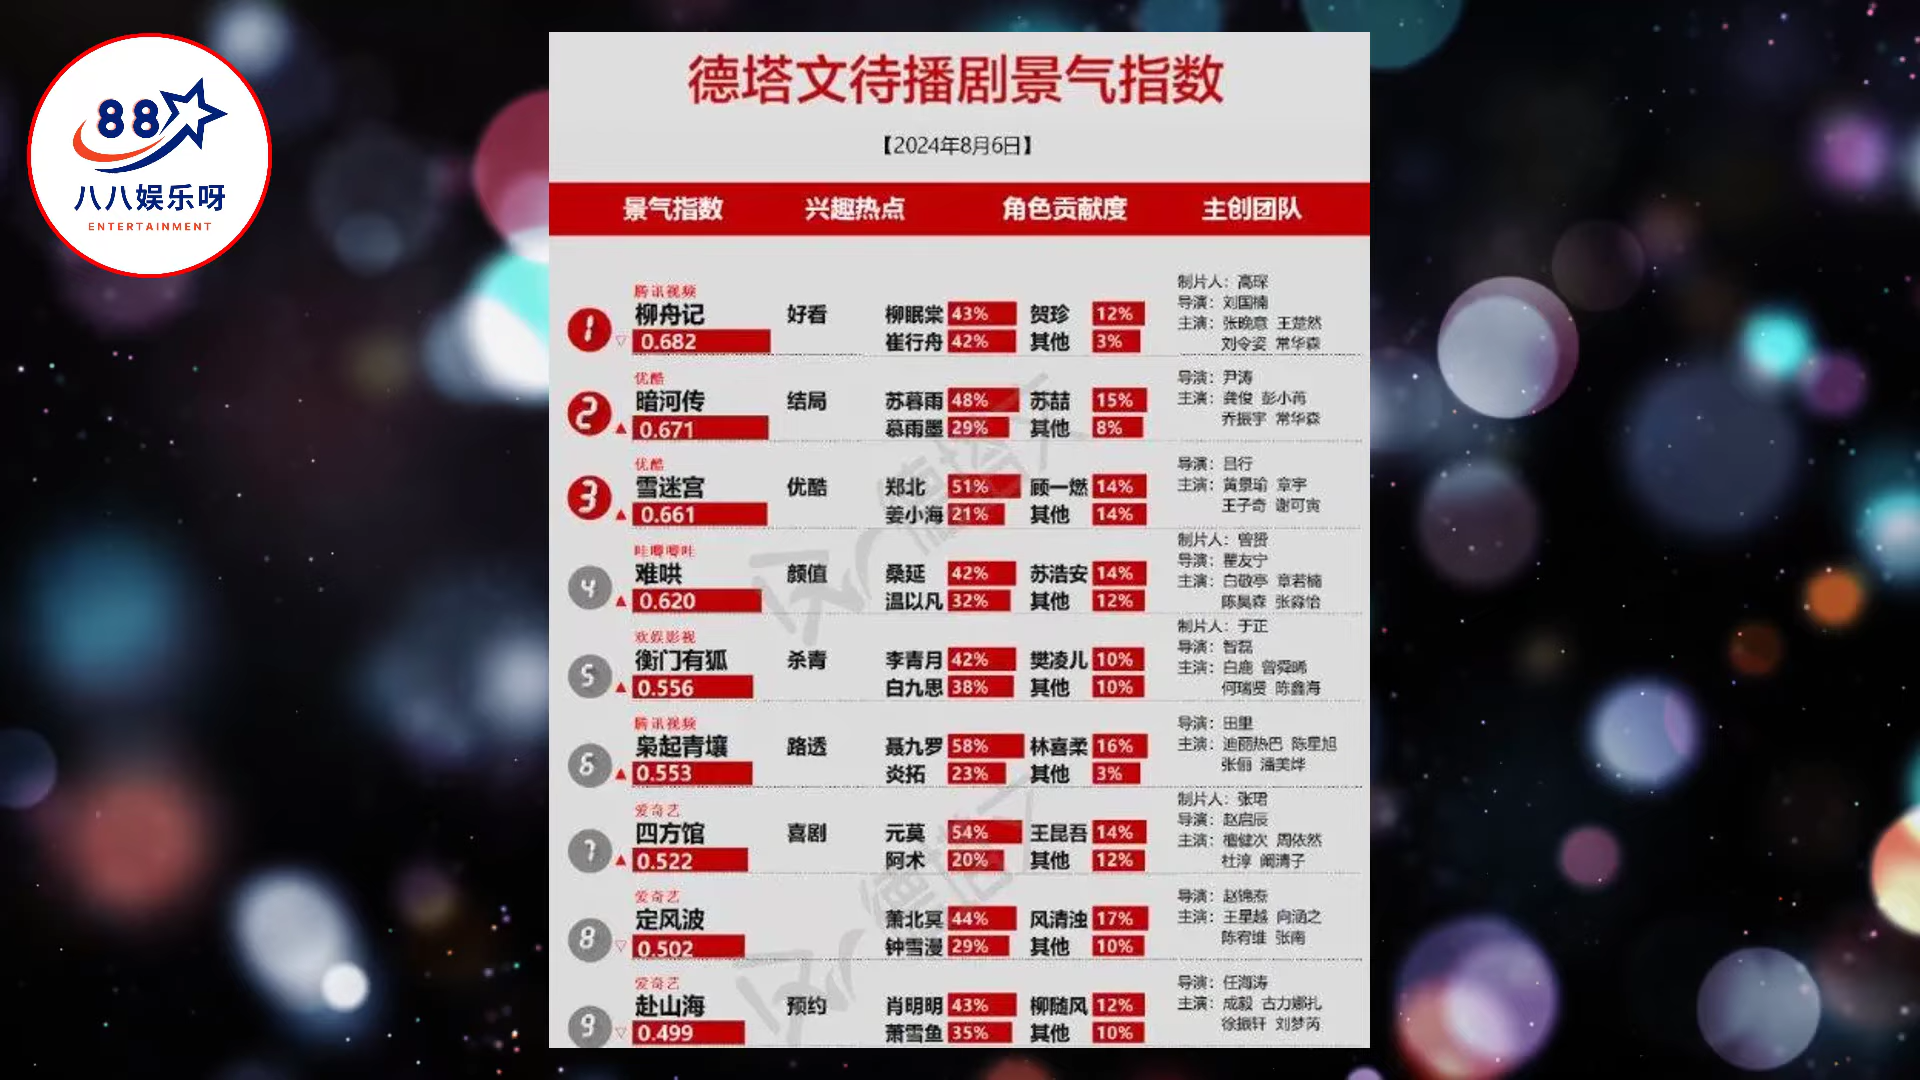 88
八八娱乐呀
ENTERTAINMENT
德塔文待播剧景气指数
【2024年8月6日】
景气指数 兴趣热点 角色贡献度 主创团队
1 腾讯视频 制片人：高琛
柳舟记 好看 柳眠棠 43% 贺珍 12% 导演：刘国楠
▽ 0.682 崔行舟 42% 其他 3% 主演：张晚意 王楚然
刘令姿 常华森
2 优酷 导演：尹涛
暗河传 结局 苏暮雨 48% 苏喆 15% 主演：龚俊 彭小苒
▲ 0.671 慕雨墨 29% 其他 8% 乔振宇 常华森
3 优酷 导演：吕行
雪迷宫 优酷 郑北 51% 顾一燃 14% 主演：黄景瑜 章宇
▲ 0.661 姜小海 21% 其他 14% 王子奇 谢可寅
4 哇唧唧哇 制片人：曾赟
难哄 颜值 桑延 42% 苏浩安 14% 导演：瞿友宁
▲ 0.620 温以凡 32% 其他 12% 主演：白敬亭 章若楠
陈昊森 张淼怡
5 欢娱影视 制片人：于正
衡门有狐 杀青 李青月 42% 樊凌儿 10% 导演：智磊
▲ 0.556 白九思 38% 其他 10% 主演：白鹿 曾舜晞
何瑞贤 陈鑫海
6 腾讯视频 导演：田里
枭起青壤 路透 聂九罗 58% 林喜柔 16% 主演：迪丽热巴 陈星旭
▲ 0.553 炎拓 23% 其他 3% 张俪 潘美烨
7 爱奇艺 制片人：张珺
四方馆 喜剧 元莫 54% 王昆吾 14% 导演：赵启辰
▲ 0.522 阿术 20% 其他 12% 主演：檀健次 周依然
杜淳 阚清子
8 爱奇艺 导演：赵锦焘
定风波 萧北冥 44% 风清浊 17% 主演：王星越 向涵之
▽ 0.502 钟雪漫 29% 其他 10% 陈宥维 张南
9 爱奇艺 导演：任海涛
赴山海 预约 肖明明 43% 柳随风 12% 主演：成毅 古力娜扎
▽ 0.499 萧雪鱼 35% 其他 10% 徐振轩 刘梦芮
德塔文
德塔文